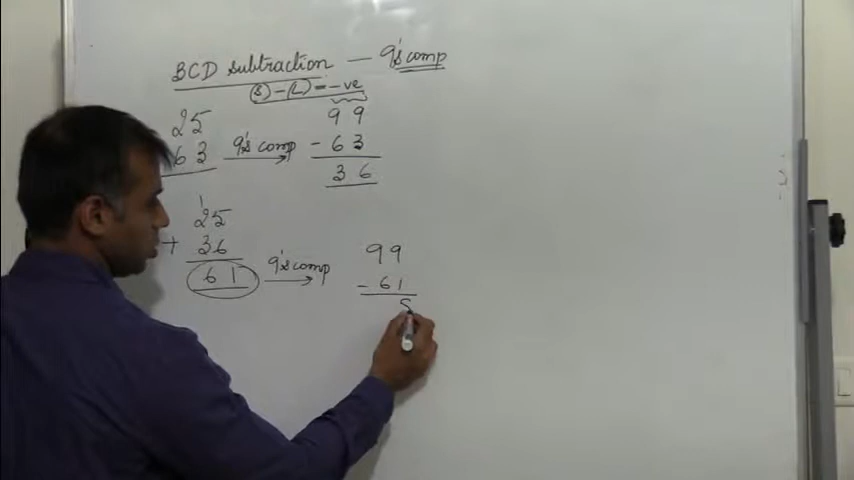 BCD subtraction — 9's comp
(S) - (L) = -ve
25
63 9's comp →
99
- 63
36
25
+ 36
61 9's comp →
1
99
- 61